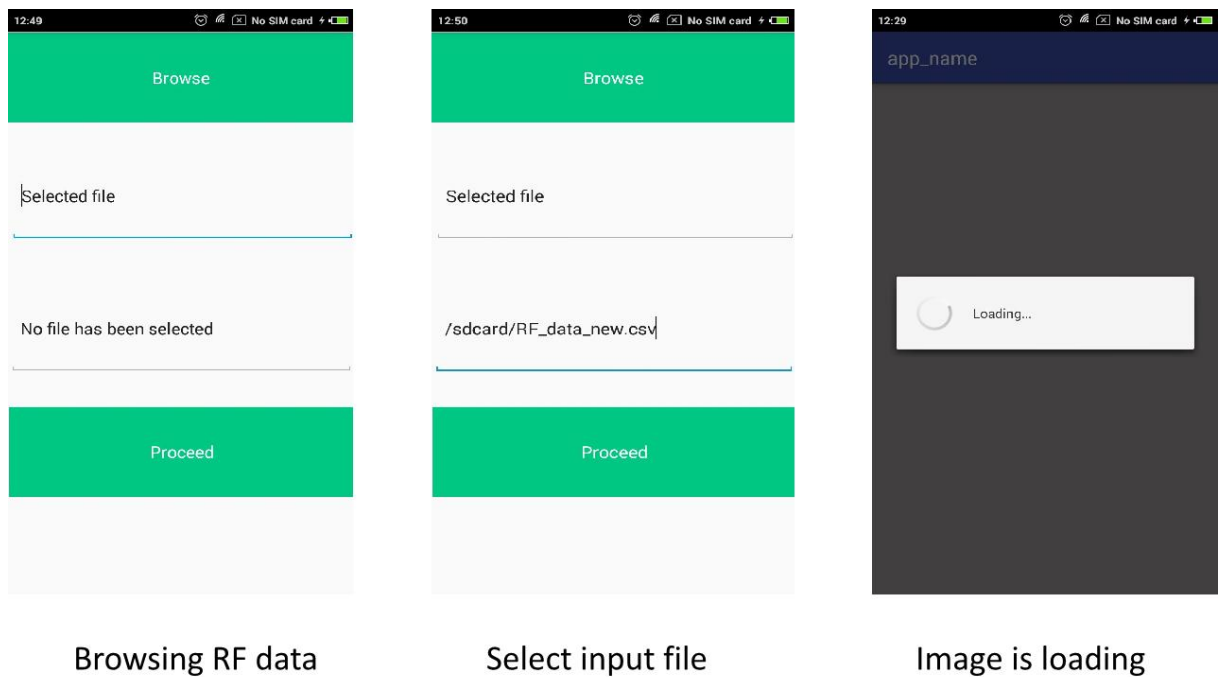 12:49 No SIM card
Browse
Selected file
No file has been selected
Proceed
Browsing RF data
12:50 No SIM card
Browse
Selected file
/sdcard/RF_data_new.csv
Proceed
Select input file
12:29 No SIM card
app_name
Loading...
Image is loading